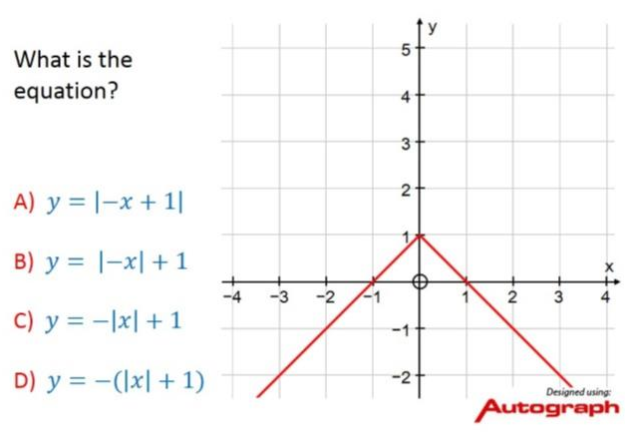 What is the
equation?
A) y = |−x + 1|
B) y = |−x| + 1
C) y = −|x| + 1
D) y = −(|x| + 1)
y
5
4
3
2
1
x
−4 −3 −2 −1 1 2 3 4
−1
−2
Designed using:
Autograph